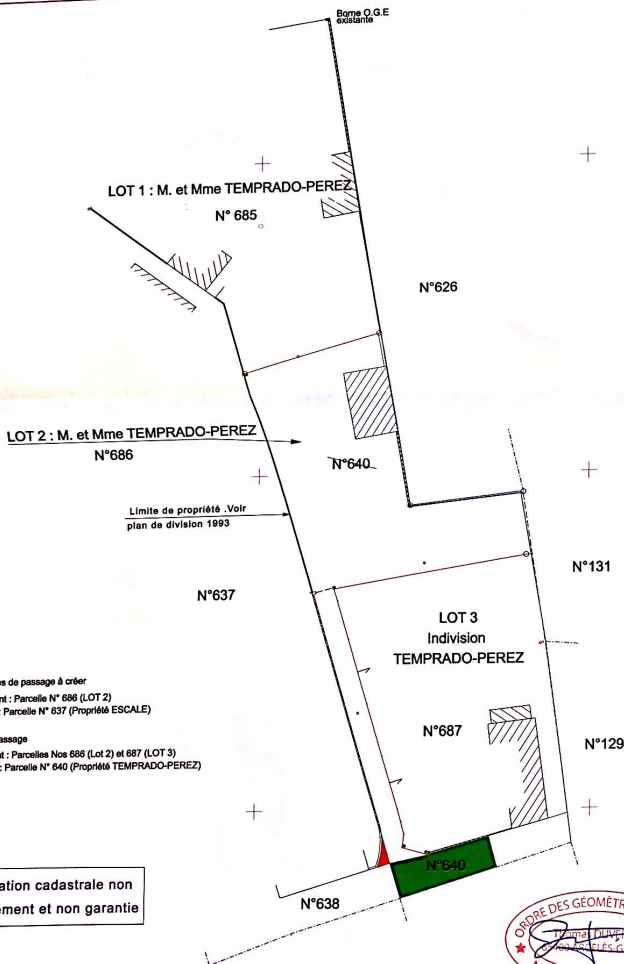 Borne O.G.E
existante
LOT 1 : M. et Mme TEMPRADO-PEREZ
N° 685
N°626
LOT 2 : M. et Mme TEMPRADO-PEREZ
N°686
N°640
Limite de propriété .Voir
plan de division 1993
N°131
N°637
LOT 3
Indivision
TEMPRADO-PEREZ
es de passage à créer
nt : Parcelle N° 686 (LOT 2)
: Parcelle N° 637 (Propriété ESCALE)
N°687
N°129
assage
nt : Parcelles Nos 686 (Lot 2) et 687 (LOT 3)
: Parcelle N° 640 (Propriété TEMPRADO-PEREZ)
N°640
ation cadastrale non
ement et non garantie
N°638
ORDRE DES GÉOMÈTR
Thomas